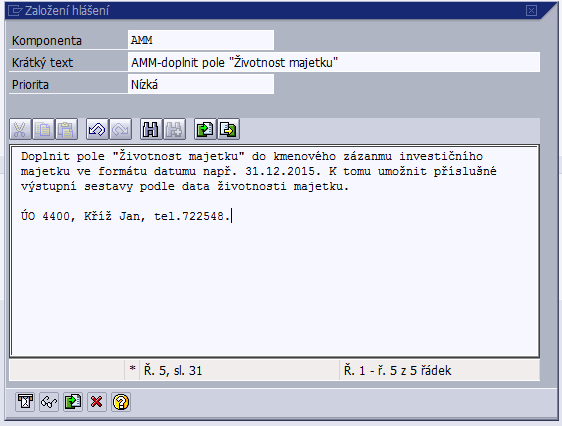 Založení hlášení
Komponenta AMM
Krátký text AMM-doplnit pole "Životnost majetku"
Priorita Nízká
Doplnit pole "Životnost majetku" do kmenového zázanmu investičního
majetku ve formátu datumu např. 31.12.2015. K tomu umožnit příslušné
výstupní sestavy podle data životnosti majetku.
ÚO 4400, Kříž Jan, tel.722548.
* Ř. 5, sl. 31 Ř. 1 - ř. 5 z 5 řádek